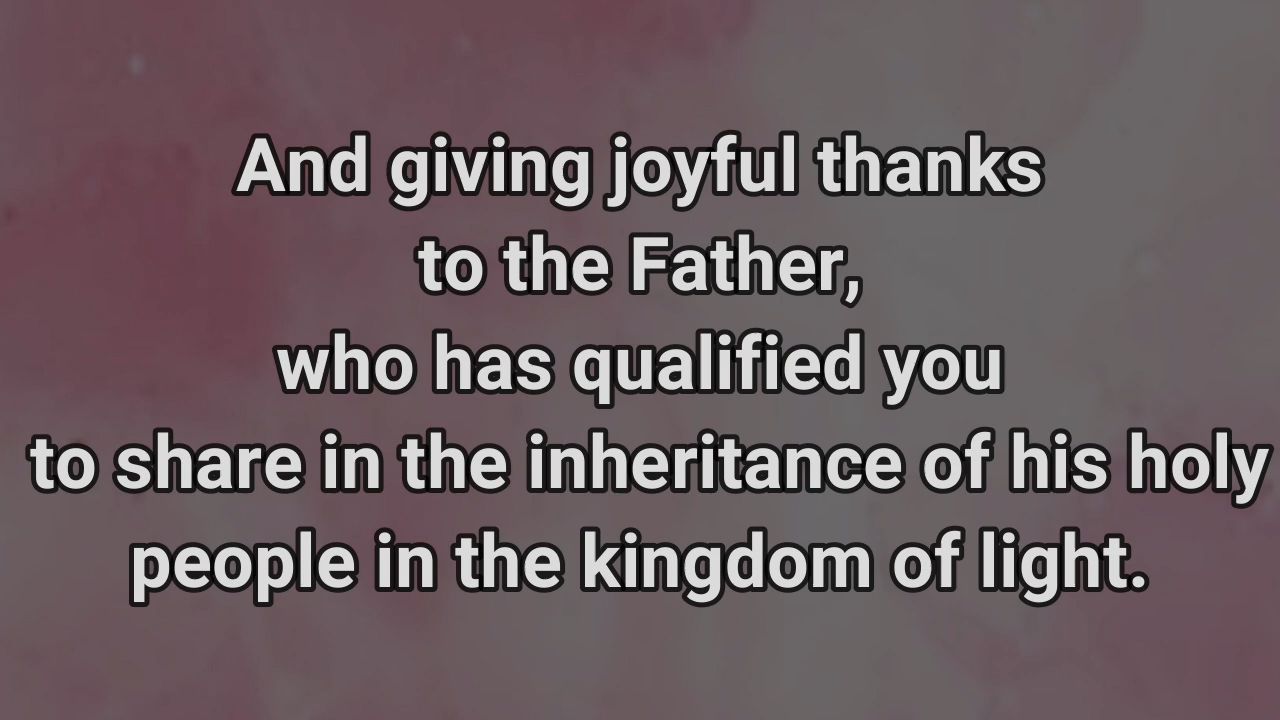 And giving joyful thanks
to the Father,
who has qualified you
to share in the inheritance of his holy
people in the kingdom of light.